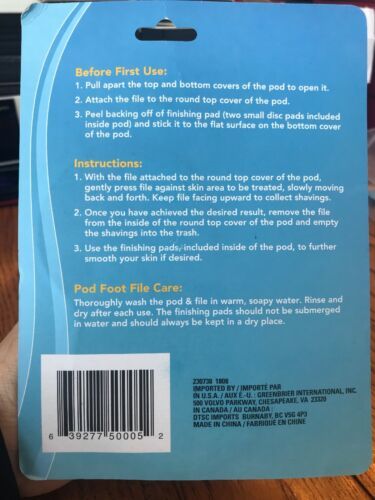 Before First Use:
1. Pull apart the top and bottom covers of the pod to open it.
2. Attach the file to the round top cover of the pod.
3. Peel backing off of finishing pad (two small disc pads included
inside pod) and stick it to the flat surface on the bottom cover
of the pod.
Instructions:
1. With the file attached to the round top cover of the pod,
gently press file against skin area to be treated, slowly moving
back and forth. Keep file facing upward to collect shavings.
2. Once you have achieved the desired result, remove the file
from the inside of round top cover of the pod and empty
the shavings into the trash.
3. Use the finishing pads, included inside of the pod, to further
smooth your skin if desired.
Pod Foot File Care:
Thoroughly wash the pod & file in warm, soapy water. Rinse and
dry after each use. The finishing pads should not be submerged
in water and should always be kept in a dry place.
230738 1808
IMPORTED BY / IMPORTÉ PAR
IN U.S.A. / AUX É.-U. : GREENBRIER INTERNATIONAL, INC.
500 VOLVO PARKWAY, CHESAPEAKE, VA 23320
IN CANADA / AU CANADA :
DTSC IMPORTS BURNABY, BC V5G 4P3
MADE IN CHINA / FABRIQUÉ EN CHINE
6 39277 50005 2